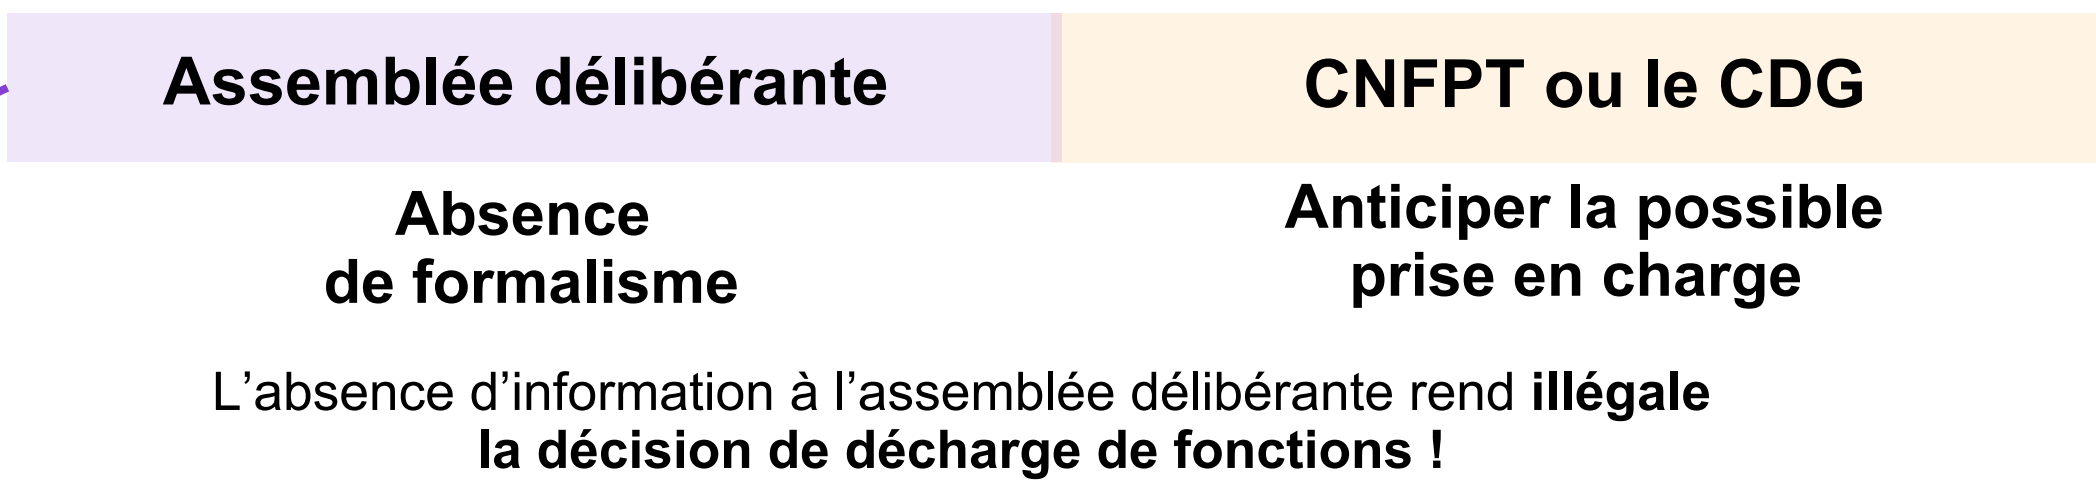 Assemblée délibérante
CNFPT ou le CDG
Absence
de formalisme
Anticiper la possible
prise en charge
L’absence d’information à l’assemblée délibérante rend illégale
la décision de décharge de fonctions !